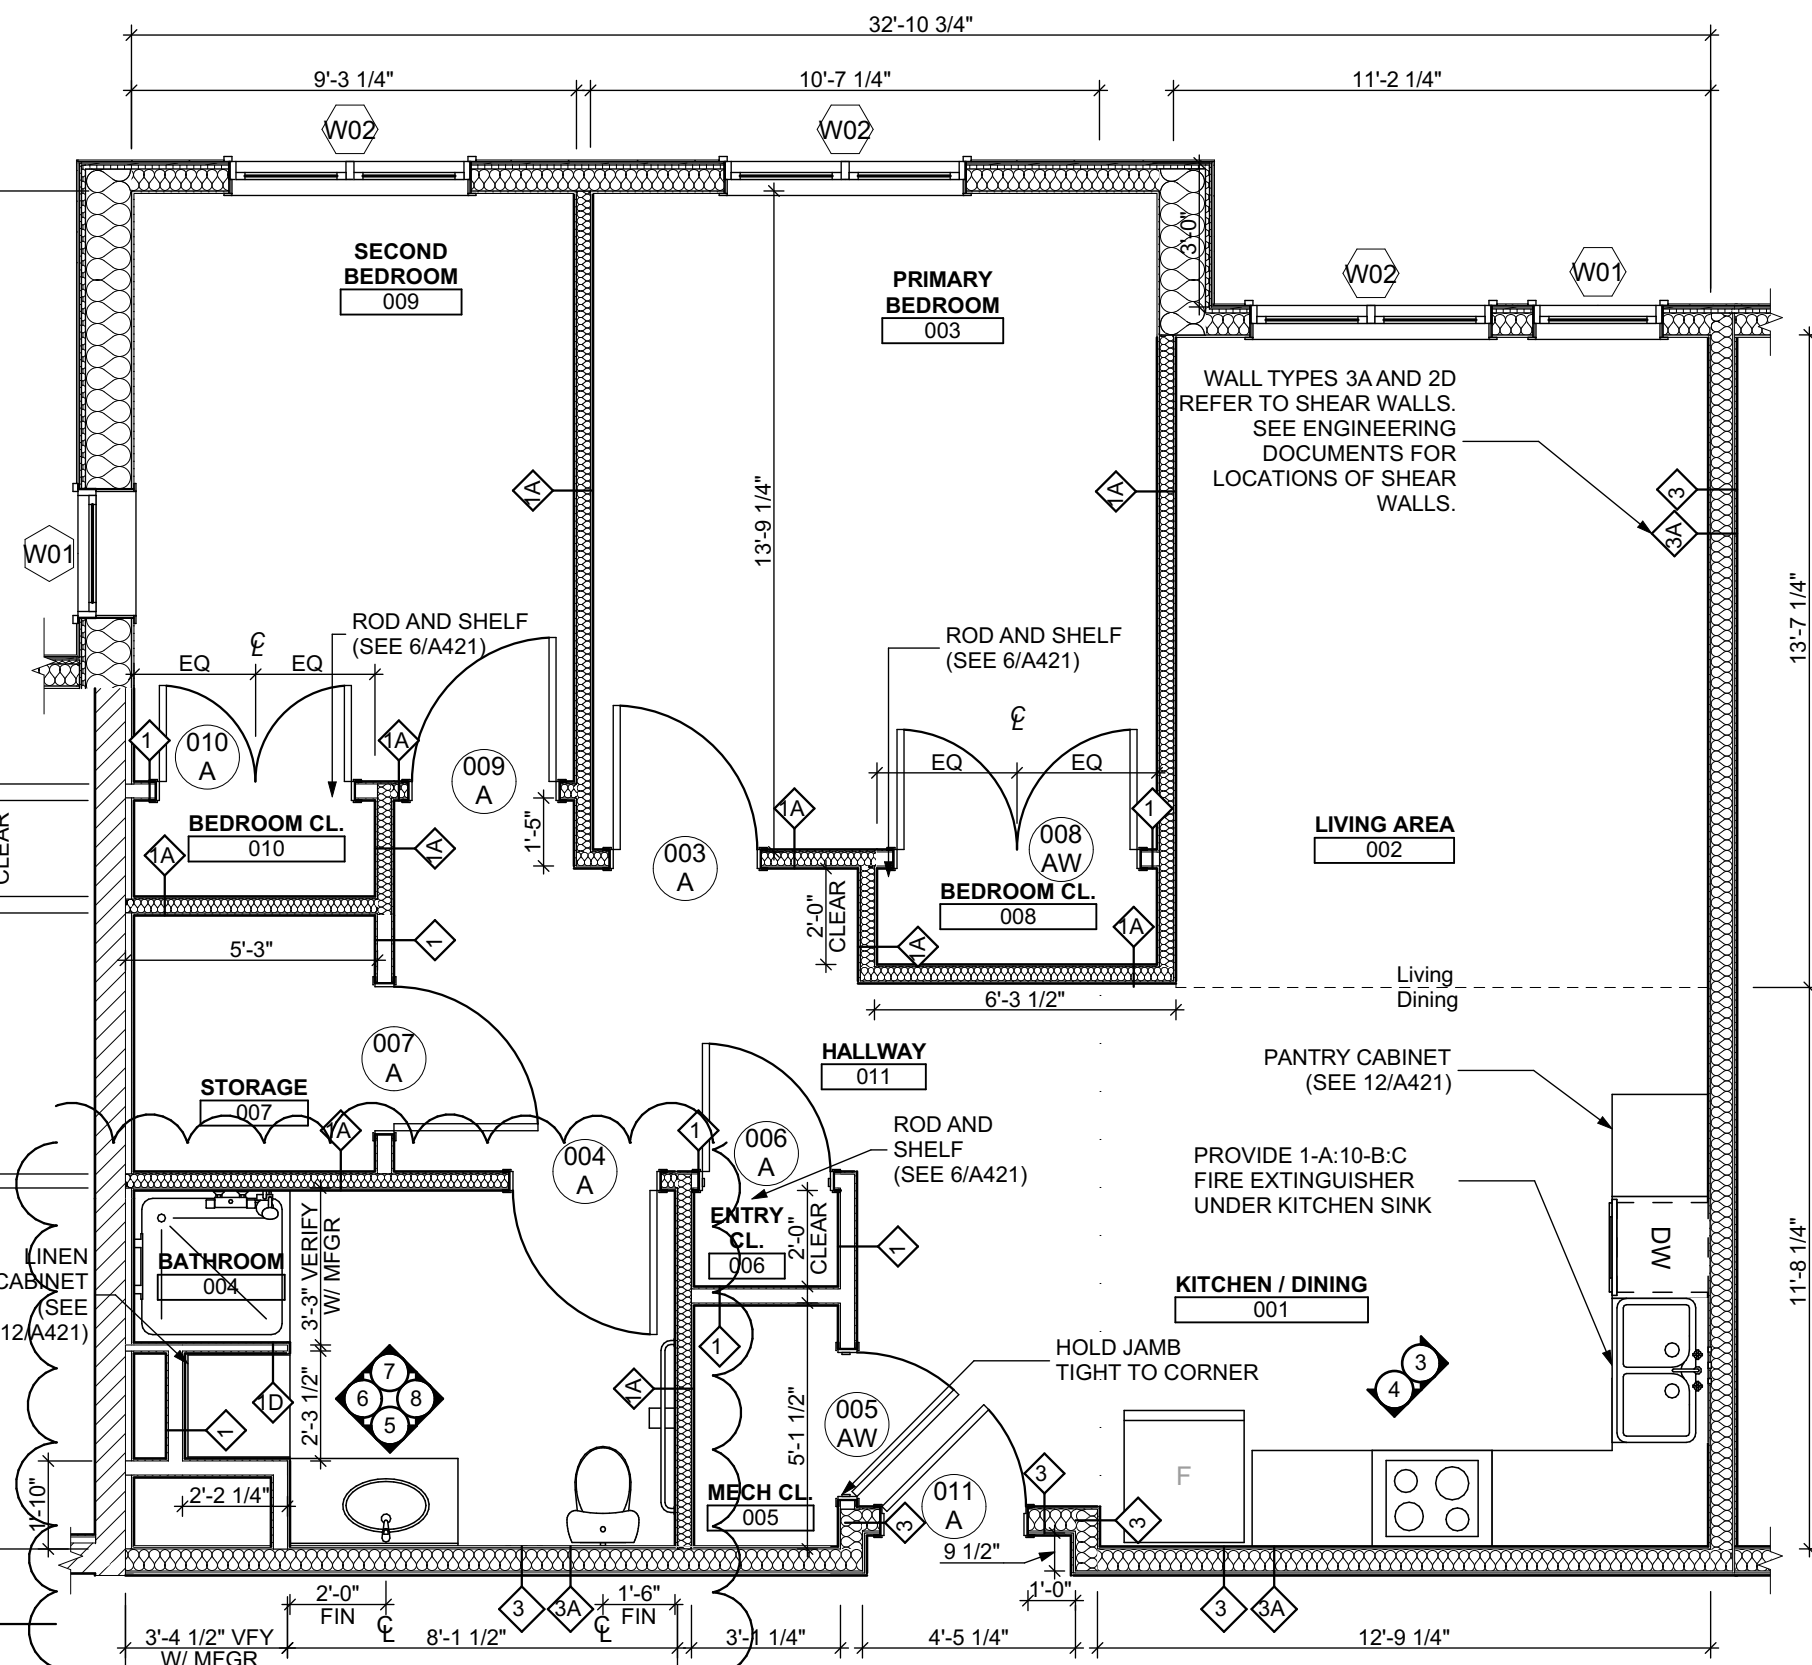 32'-10 3/4"
9'-3 1/4"
10'-7 1/4"
11'-2 1/4"
W02
W02
SECOND
BEDROOM
009
PRIMARY
BEDROOM
003
3'-0"
W02
W01
WALL TYPES 3A AND 2D
REFER TO SHEAR WALLS.
SEE ENGINEERING
DOCUMENTS FOR
LOCATIONS OF SHEAR
WALLS.
1A
1A
3
3A
13'-9 1/4"
W01
13'-7 1/4"
ROD AND SHELF
(SEE 6/A421)
EQ
EQ
ROD AND SHELF
(SEE 6/A421)
1
010
A
1A
009
A
EQ
EQ
1A
1
CLEAR
BEDROOM CL.
010
1A
1A
1'-5"
003
A
008
AW
LIVING AREA
002
BEDROOM CL.
008
2'-0"
CLEAR
1
1A
1A
5'-3"
6'-3 1/2"
Living
Dining
007
A
HALLWAY
011
PANTRY CABINET
(SEE 12/A421)
STORAGE
007
1A
1
004
A
006
A
ROD AND
SHELF
(SEE 6/A421)
PROVIDE 1-A:10-B:C
FIRE EXTINGUISHER
UNDER KITCHEN SINK
LINEN
CABINET
(SEE
12/A421)
BATHROOM
004
3'-3" VERIFY
W/ MFGR
ENTRY
CL.
006
2'-0"
CLEAR
1
DW
KITCHEN / DINING
001
11'-8 1/4"
1
HOLD JAMB
TIGHT TO CORNER
7
6
8
5
3
4
1D
1
2'-3 1/2"
1A
005
AW
5'-1 1/2"
1'-10"
2'-2 1/4"
MECH CL.
005
3
011
A
3
3
F
9 1/2"
1'-0"
2'-0"
FIN
3
3A
1'-6"
FIN
3
3A
3'-4 1/2" VFY
W/ MFGR
8'-1 1/2"
3'-1 1/4"
4'-5 1/4"
12'-9 1/4"